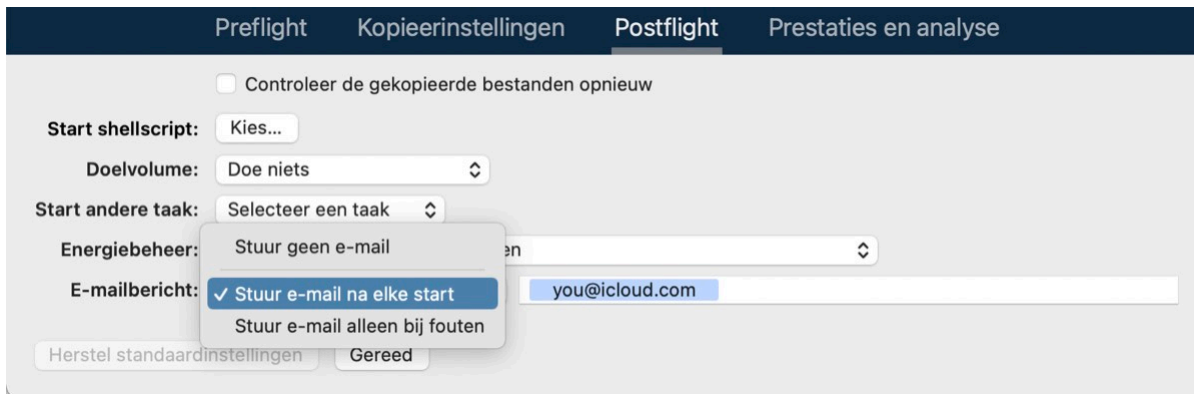 Preflight Kopieerinstellingen Postflight Prestaties en analyse
Controleer de gekopieerde bestanden opnieuw
Start shellscript: Kies...
Doelvolume: Doe niets
Start andere taak: Selecteer een taak
Energiebeheer: Stuur geen e-mail en
E-mailbericht: ✓ Stuur e-mail na elke start you@icloud.com
Stuur e-mail alleen bij fouten
Herstel standaardinstellingen Gereed